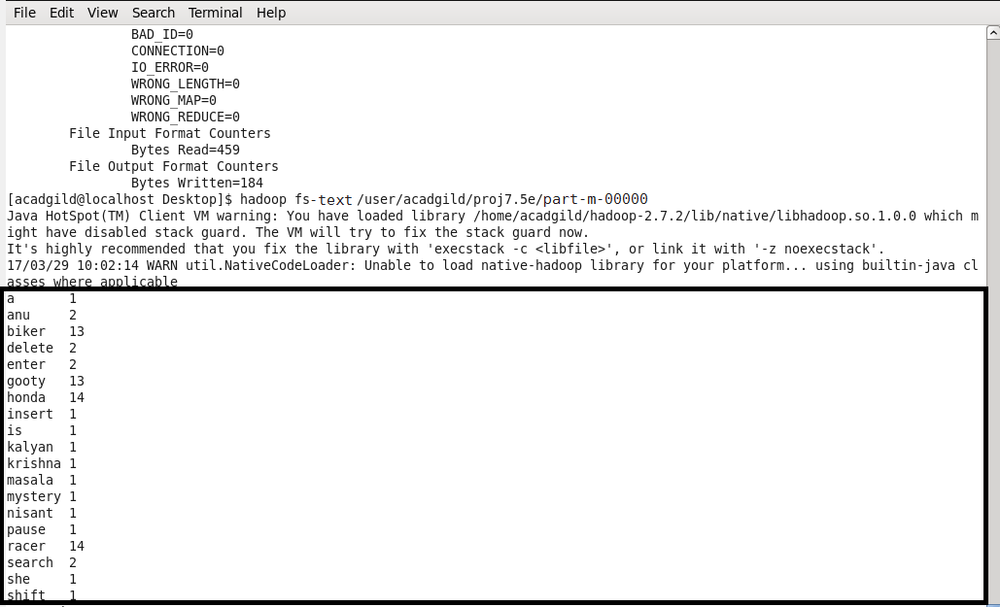 File Edit View Search Terminal Help
BAD_ID=0
CONNECTION=0
IO_ERROR=0
WRONG_LENGTH=0
WRONG_MAP=0
WRONG_REDUCE=0
File Input Format Counters
Bytes Read=459
File Output Format Counters
Bytes Written=184
[acadgild@localhost Desktop]$ hadoop fs-text /user/acadgild/proj7.5e/part-m-00000
Java HotSpot(TM) Client VM warning: You have loaded library /home/acadgild/hadoop-2.7.2/lib/native/libhadoop.so.1.0.0 which m
ight have disabled stack guard. The VM will try to fix the stack guard now.
It's highly recommended that you fix the library with 'execstack -c <libfile>', or link it with '-z noexecstack'.
17/03/29 10:02:14 WARN util.NativeCodeLoader: Unable to load native-hadoop library for your platform... using builtin-java cl
asses where applicable
a 1
anu 2
biker 13
delete 2
enter 2
gooty 13
honda 14
insert 1
is 1
kalyan 1
krishna 1
masala 1
mystery 1
nisant 1
pause 1
racer 14
search 2
she 1
shift 1